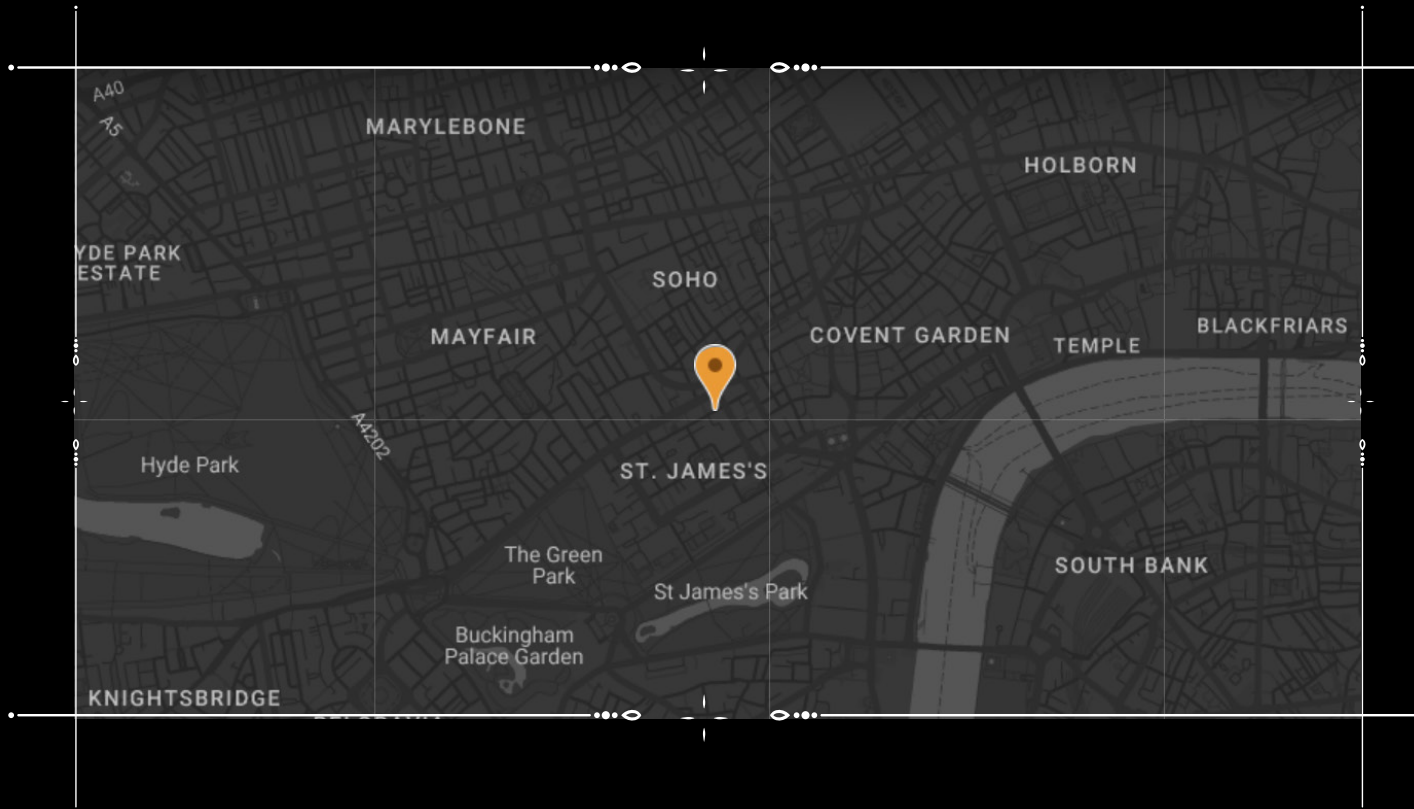 A40
A5
MARYLEBONE
HOLBORN
YDE PARK
ESTATE
SOHO
MAYFAIR
COVENT GARDEN
TEMPLE
BLACKFRIARS
A4202
Hyde Park
ST. JAMES'S
The Green
Park
St James's Park
SOUTH BANK
Buckingham
Palace Garden
KNIGHTSBRIDGE